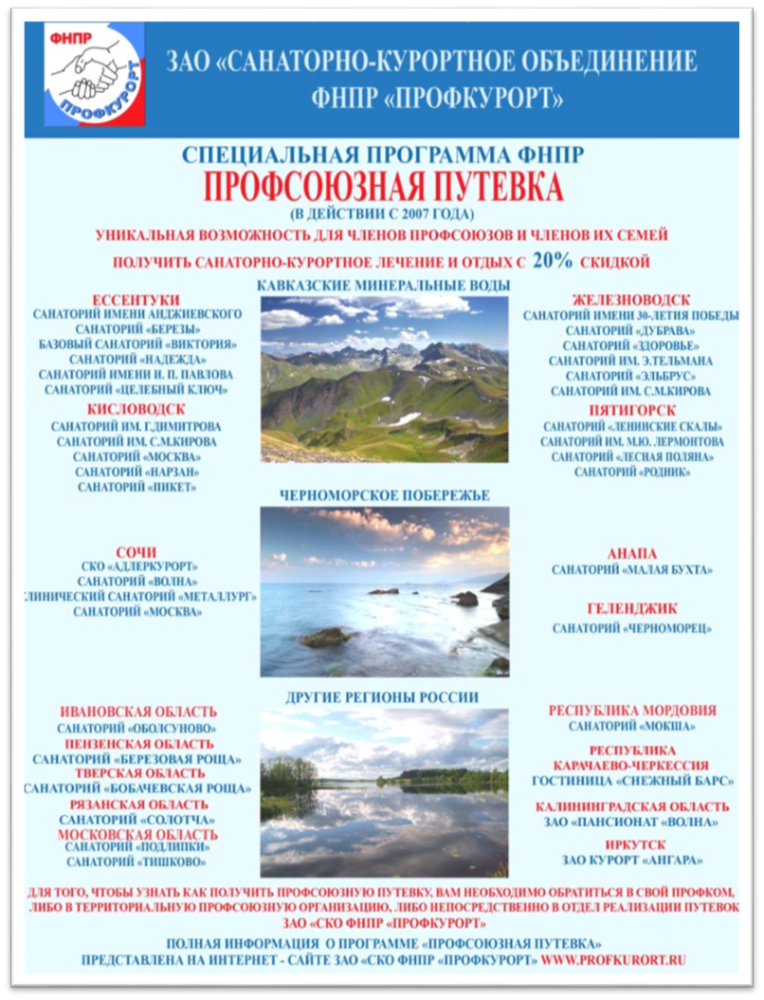 ФНПР
ПРОФКУРОРТ
ЗАО «САНАТОРНО-КУРОРТНОЕ ОБЪЕДИНЕНИЕ
ФНПР «ПРОФКУРОРТ»
СПЕЦИАЛЬНАЯ ПРОГРАММА ФНПР
ПРОФСОЮЗНАЯ ПУТЕВКА
(В ДЕЙСТВИИ С 2007 ГОДА)
УНИКАЛЬНАЯ ВОЗМОЖНОСТЬ ДЛЯ ЧЛЕНОВ ПРОФСОЮЗОВ И ЧЛЕНОВ ИХ СЕМЕЙ
ПОЛУЧИТЬ САНАТОРНО-КУРОРТНОЕ ЛЕЧЕНИЕ И ОТДЫХ С 20% СКИДКОЙ
КАВКАЗСКИЕ МИНЕРАЛЬНЫЕ ВОДЫ
ЕССЕНТУКИ
САНАТОРИЙ ИМЕНИ АНДЖИЕВСКОГО
САНАТОРИЙ «БЕРЕЗЫ»
БАЗОВЫЙ САНАТОРИЙ «ВИКТОРИЯ»
САНАТОРИЙ «НАДЕЖДА»
САНАТОРИЙ ИМЕНИ И. П. ПАВЛОВА
САНАТОРИЙ «ЦЕЛЕБНЫЙ КЛЮЧ»
КИСЛОВОДСК
САНАТОРИЙ ИМ. Г.ДИМИТРОВА
САНАТОРИЙ ИМ. С.М.КИРОВА
САНАТОРИЙ «МОСКВА»
САНАТОРИЙ «НАРЗАН»
САНАТОРИЙ «ПИКЕТ»
ЖЕЛЕЗНОВОДСК
САНАТОРИЙ ИМЕНИ 30-ЛЕТИЯ ПОБЕДЫ
САНАТОРИЙ «ДУБРАВА»
САНАТОРИЙ «ЗДОРОВЬЕ»
САНАТОРИЙ ИМ. Э.ТЕЛЬМАНА
САНАТОРИЙ «ЭЛЬБРУС»
САНАТОРИЙ ИМ. С.М.КИРОВА
ПЯТИГОРСК
САНАТОРИЙ «ЛЕНИНСКИЕ СКАЛЫ»
САНАТОРИЙ ИМ. М.Ю. ЛЕРМОНТОВА
САНАТОРИЙ «ЛЕСНАЯ ПОЛЯНА»
САНАТОРИЙ «РОДНИК»
ЧЕРНОМОРСКОЕ ПОБЕРЕЖЬЕ
СОЧИ
СКО «АДЛЕРКУРОРТ»
САНАТОРИЙ «ВОЛНА»
ЛИНИЧЕСКИЙ САНАТОРИЙ «МЕТАЛЛУРГ»
САНАТОРИЙ «МОСКВА»
АНАПА
САНАТОРИЙ «МАЛАЯ БУХТА»
ГЕЛЕНДЖИК
САНАТОРИЙ «ЧЕРНОМОРЕЦ»
ДРУГИЕ РЕГИОНЫ РОССИИ
ИВАНОВСКАЯ ОБЛАСТЬ
САНАТОРИЙ «ОБОЛСУНОВО»
ПЕНЗЕНСКАЯ ОБЛАСТЬ
САНАТОРИЙ «БЕРЕЗОВАЯ РОЩА»
ТВЕРСКАЯ ОБЛАСТЬ
САНАТОРИЙ «БОБАЧЕВСКАЯ РОЩА»
РЯЗАНСКАЯ ОБЛАСТЬ
САНАТОРИЙ «СОЛОТЧА»
МОСКОВСКАЯ ОБЛАСТЬ
САНАТОРИЙ «ПОДЛИПКИ»
САНАТОРИЙ «ТИШКОВО»
РЕСПУБЛИКА МОРДОВИЯ
САНАТОРИЙ «МОКША»
РЕСПУБЛИКА
КАРАЧАЕВО-ЧЕРКЕССИЯ
ГОСТИНИЦА «СНЕЖНЫЙ БАРС»
КАЛИНИНГРАДСКАЯ ОБЛАСТЬ
ЗАО «ПАНСИОНАТ «ВОЛНА»
ИРКУТСК
ЗАО КУРОРТ «АНГАРА»
ДЛЯ ТОГО, ЧТОБЫ УЗНАТЬ КАК ПОЛУЧИТЬ ПРОФСОЮЗНУЮ ПУТЕВКУ, ВАМ НЕОБХОДИМО ОБРАТИТЬСЯ В СВОЙ ПРОФКОМ,
ЛИБО В ТЕРРИТОРИАЛЬНУЮ ПРОФСОЮЗНУЮ ОРГАНИЗАЦИЮ, ЛИБО НЕПОСРЕДСТВЕННО В ОТДЕЛ РЕАЛИЗАЦИИ ПУТЕВОК
ЗАО «СКО ФНПР «ПРОФКУРОРТ»
ПОЛНАЯ ИНФОРМАЦИЯ О ПРОГРАММЕ «ПРОФСОЮЗНАЯ ПУТЕВКА»
ПРЕДСТАВЛЕНА НА ИНТЕРНЕТ - САЙТЕ ЗАО «СКО ФНПР «ПРОФКУРОРТ» WWW.PROFKURORT.RU